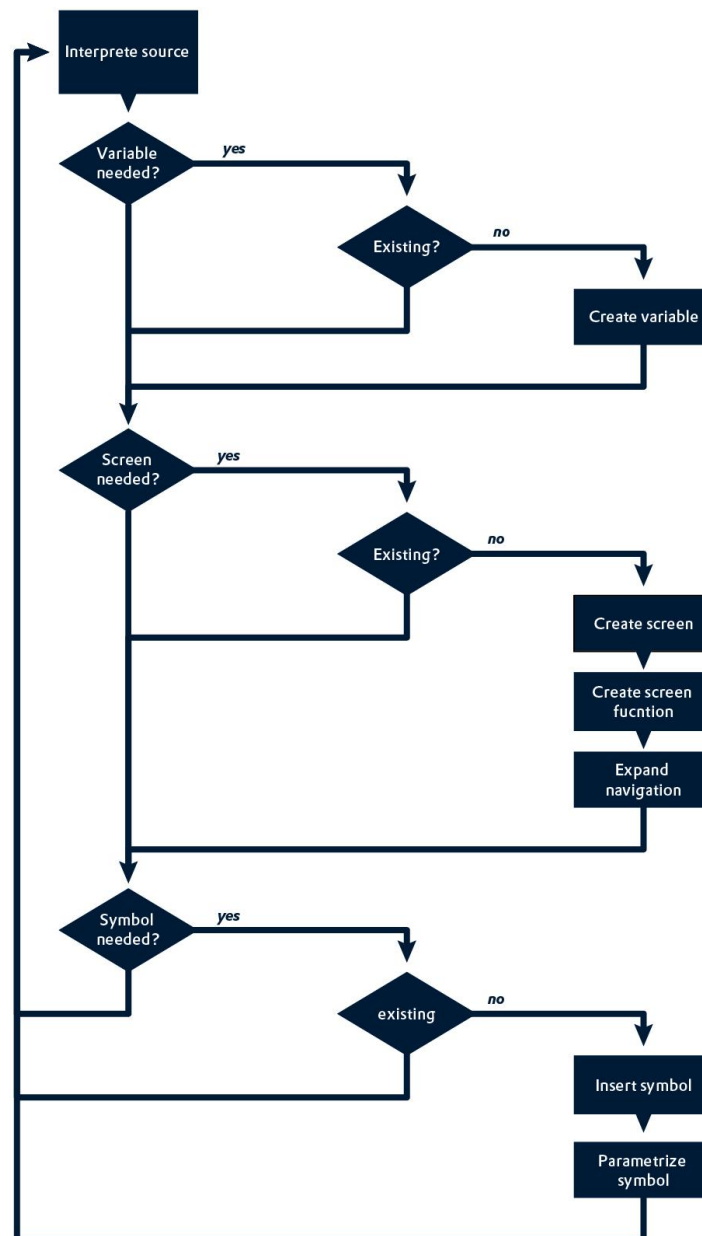 Interprete source
Variable
needed?
yes
Existing?
no
Create variable
Screen
needed?
yes
Existing?
no
Create screen
Create screen
fucntion
Expand
navigation
Symbol
needed?
yes
existing
no
Insert symbol
Parametrize
symbol